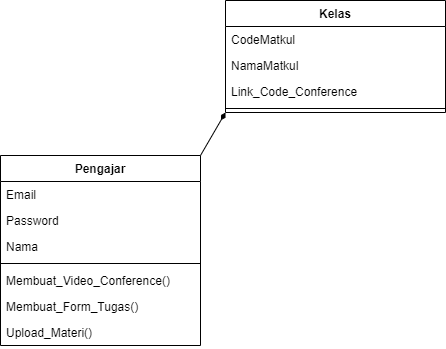 Kelas
CodeMatkul
NamaMatkul
Link_Code_Conference
Pengajar
Email
Password
Nama
Membuat_Video_Conference()
Membuat_Form_Tugas()
Upload_Materi()